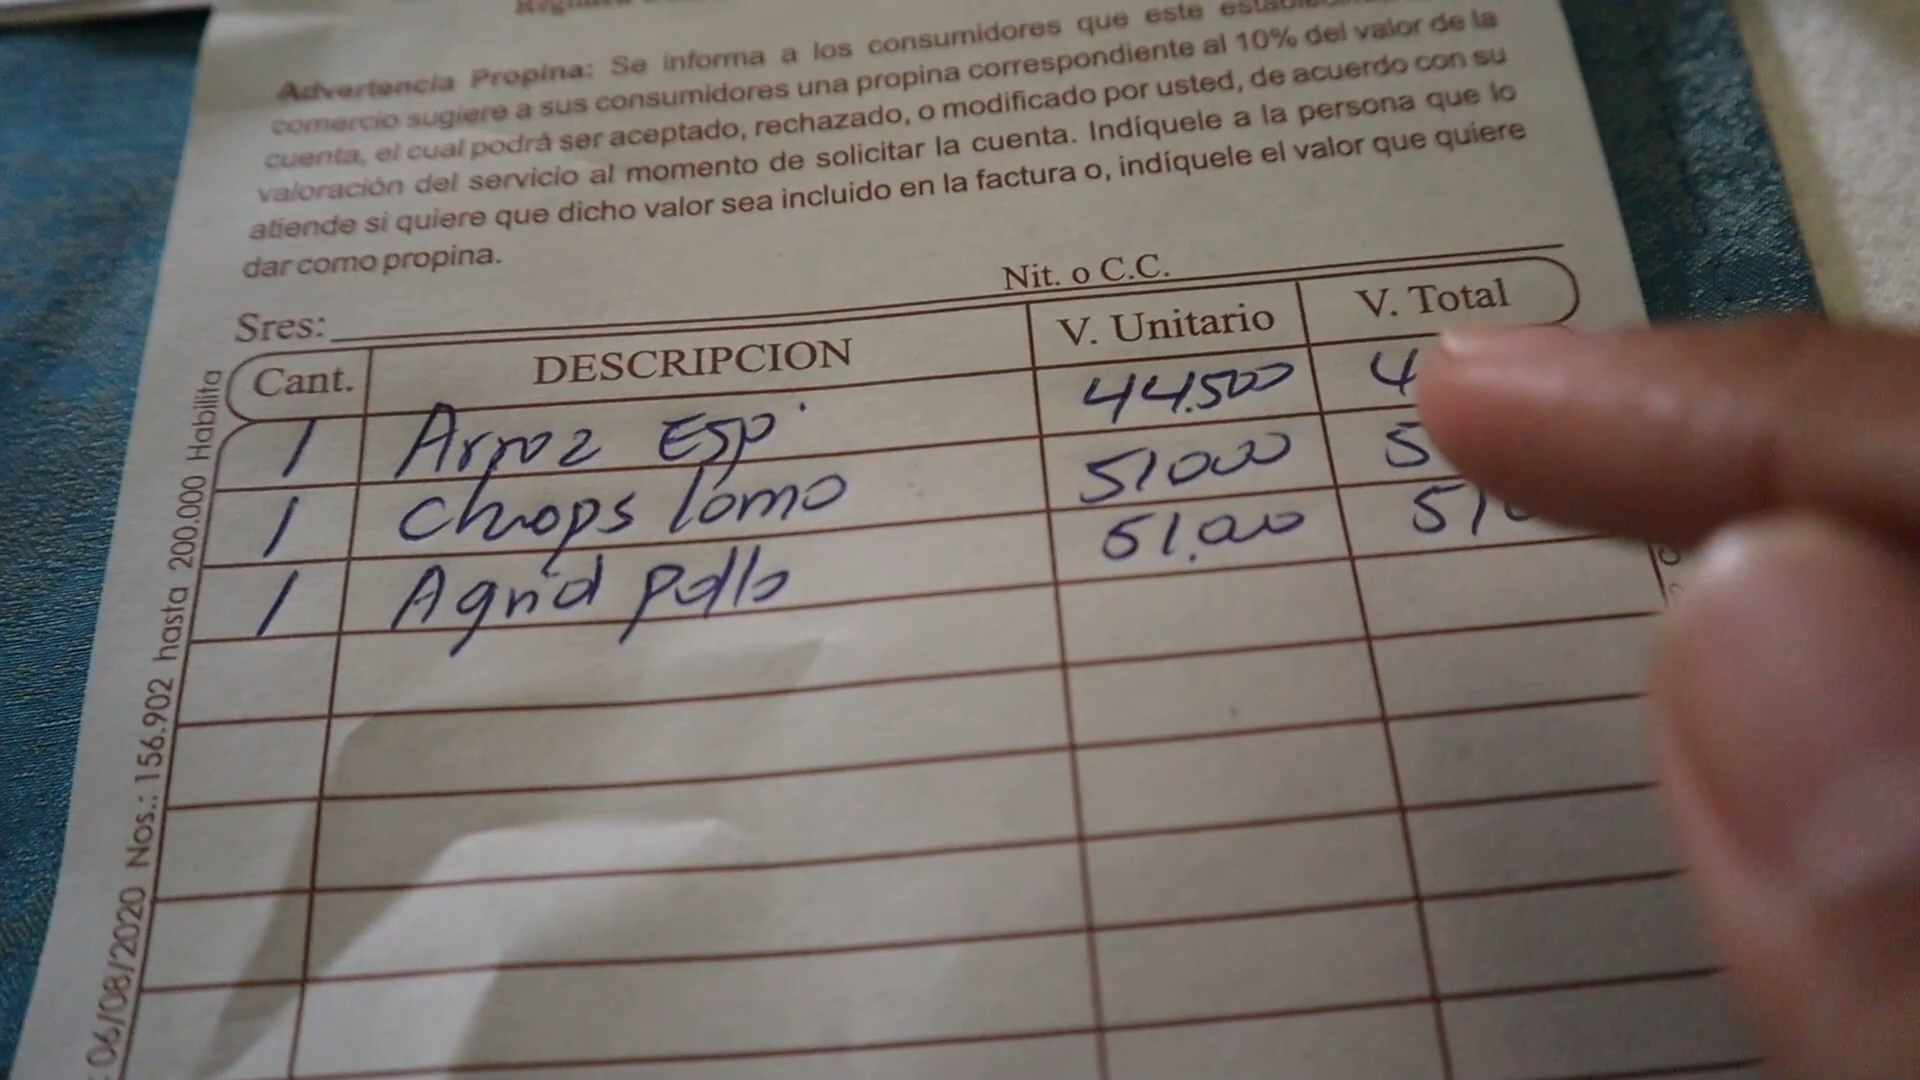 Advertencia Propina: Se informa a los consumidores que este
comercio sugiere a sus consumidores una propina correspondiente al 10% del valor de la
cuenta, el cual podrá ser aceptado, rechazado, o modificado por usted, de acuerdo con su
valoración del servicio al momento de solicitar la cuenta. Indíquele a la persona que lo
atiende si quiere que dicho valor sea incluido en la factura o, indíquele el valor que quiere
dar como propina.
Nit. o C.C.
Sres:
Cant. DESCRIPCION V. Unitario V. Total
1 Arroz Esp. 44.500 4
1 Chops lomo 51000 5
1 Agrid pollo 51.000 51
06/08/2020 Nos.: 156.902 hasta 200.000 Habilita